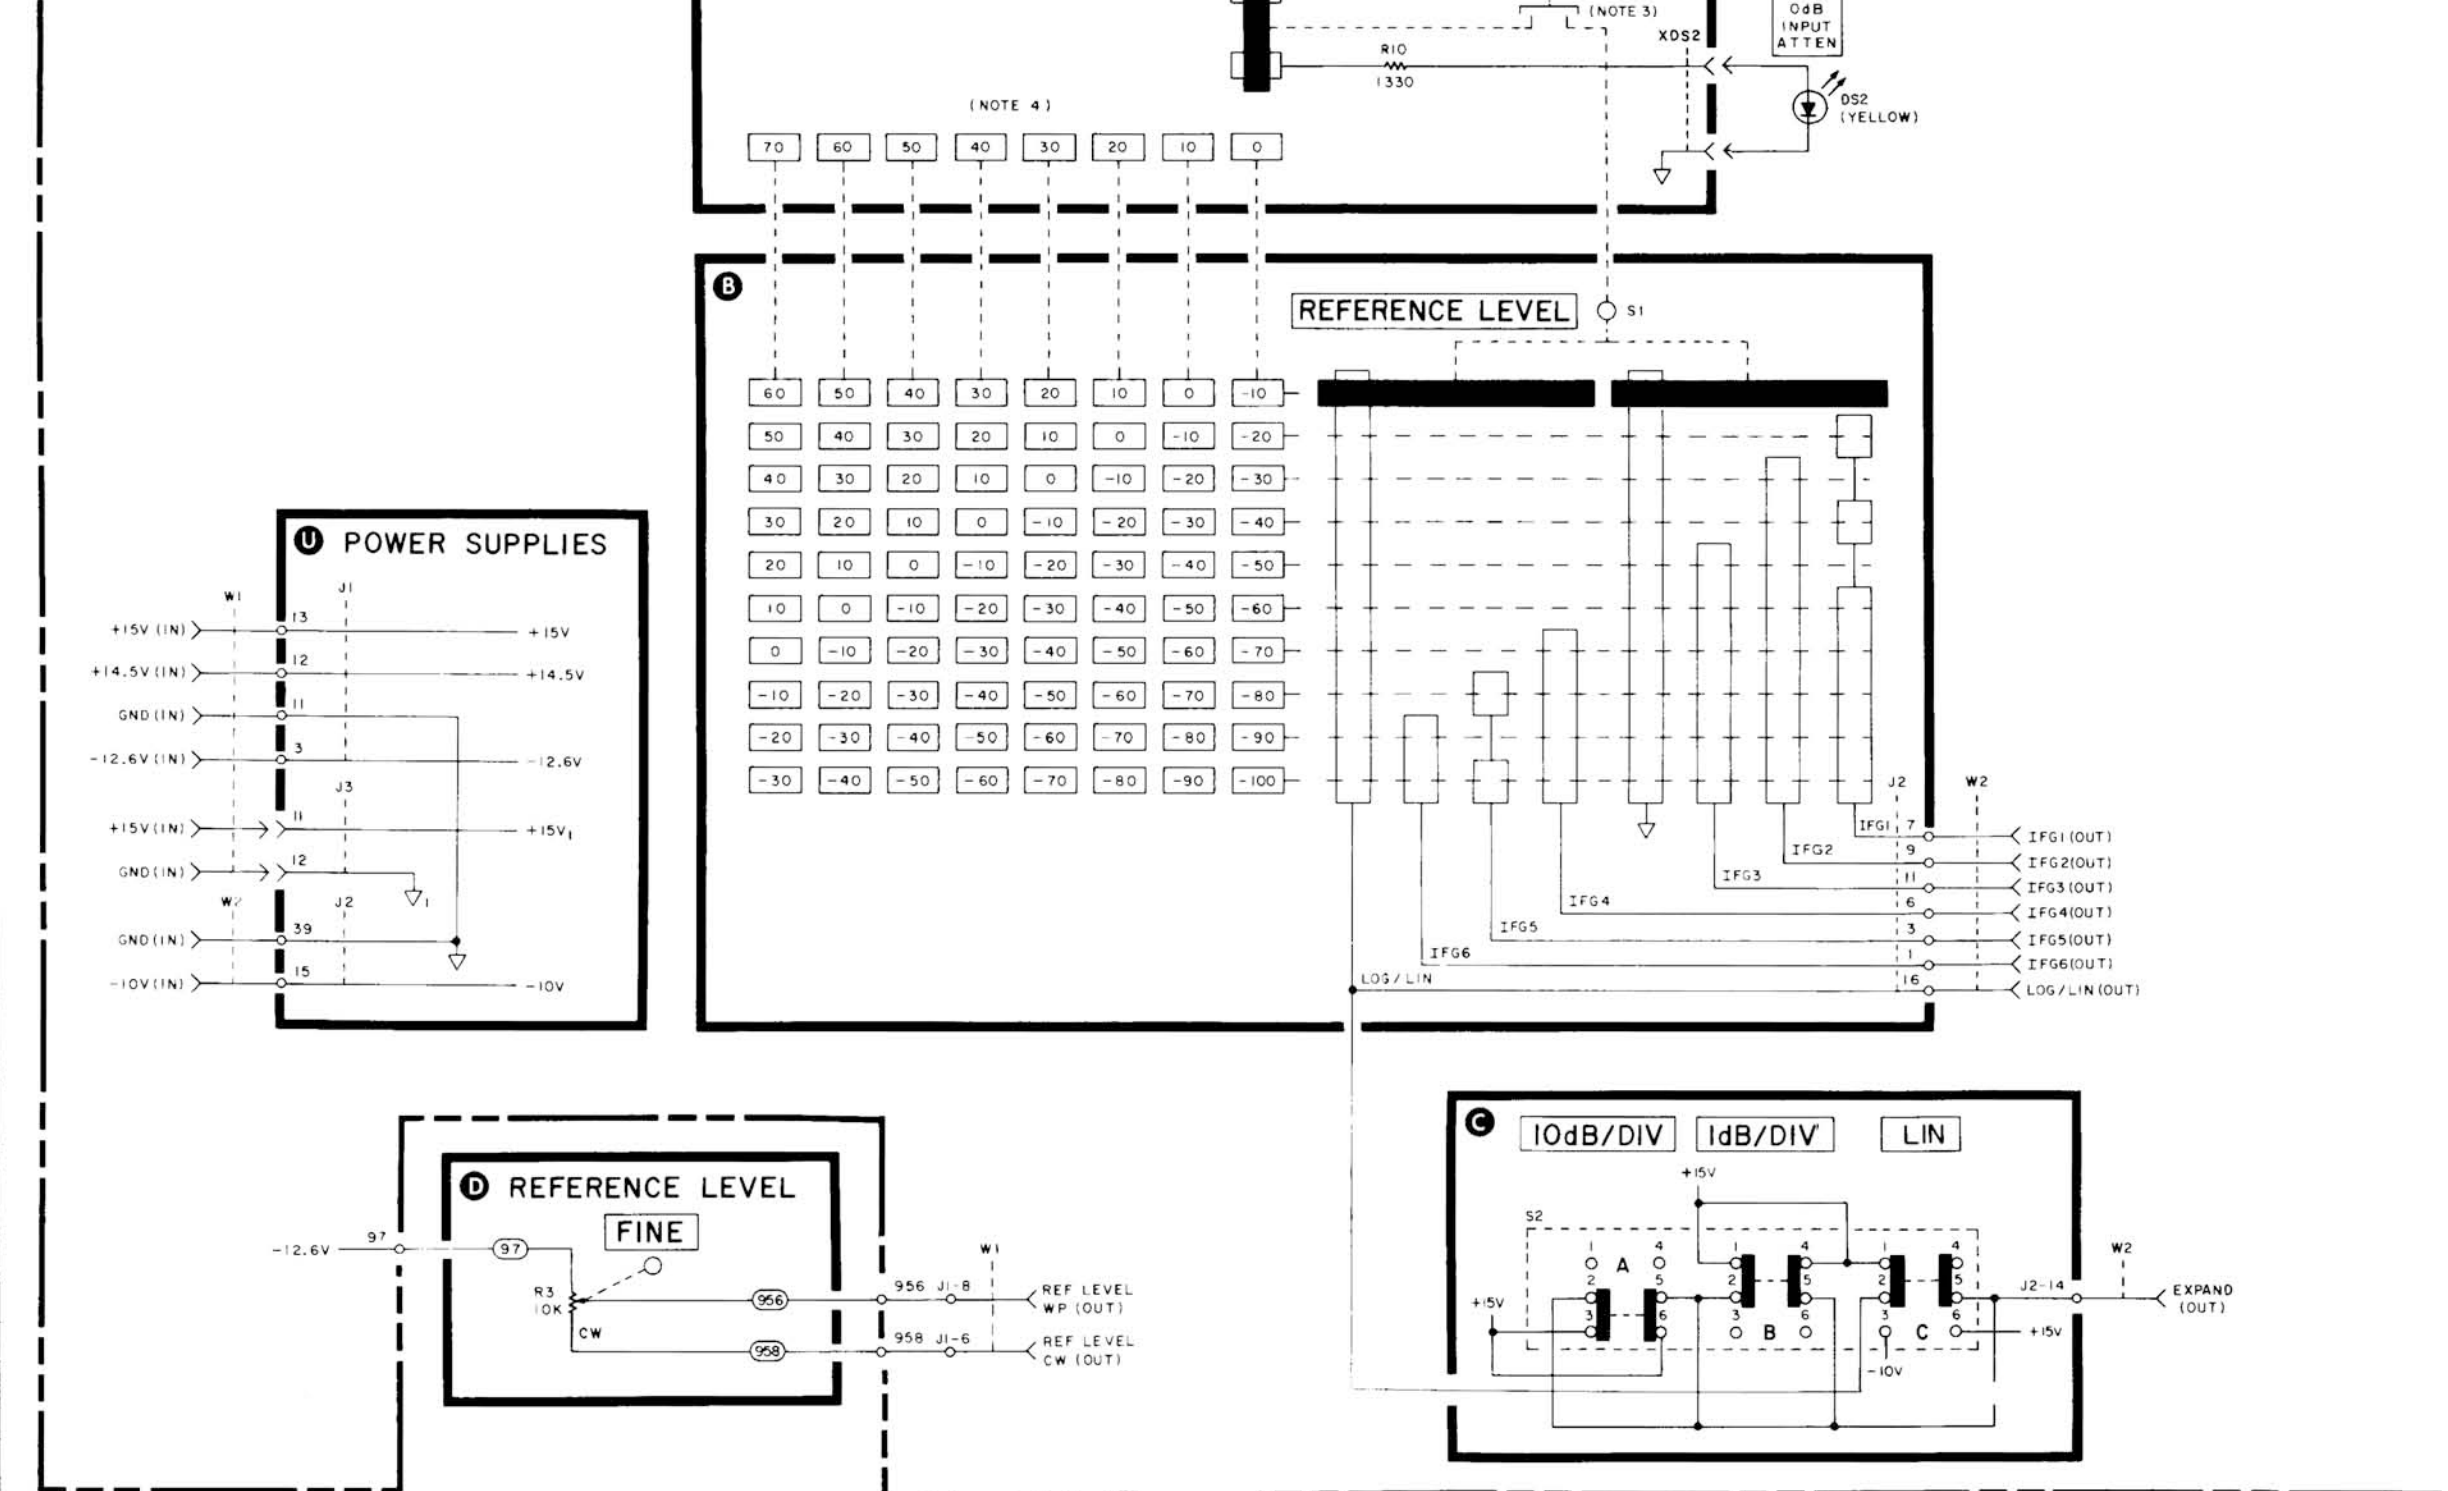 (NOTE 3)
0dB
INPUT
ATTEN
XDS2
R10
1330
DS2
(YELLOW)
(NOTE 4)
70 60 50 40 30 20 10 0
B
REFERENCE LEVEL S1
60 50 40 30 20 10 0 -10
50 40 30 20 10 0 -10 -20
40 30 20 10 0 -10 -20 -30
30 20 10 0 -10 -20 -30 -40
20 10 0 -10 -20 -30 -40 -50
10 0 -10 -20 -30 -40 -50 -60
0 -10 -20 -30 -40 -50 -60 -70
-10 -20 -30 -40 -50 -60 -70 -80
-20 -30 -40 -50 -60 -70 -80 -90
-30 -40 -50 -60 -70 -80 -90 -100
J2 W2
IFG1 7 IFG1(OUT)
IFG2 9 IFG2(OUT)
IFG3 11 IFG3(OUT)
IFG4 6 IFG4(OUT)
IFG5 3 IFG5(OUT)
IFG6 1 IFG6(OUT)
LOG/LIN 16 LOG/LIN(OUT)
U POWER SUPPLIES
W1 J1
+15V(IN) 13 +15V
+14.5V(IN) 12 +14.5V
GND(IN) 11
-12.6V(IN) 3 -12.6V
J3
+15V(IN) 11 +15V1
GND(IN) 12
1
W2 J2
GND(IN) 39
-10V(IN) 15 -10V
D REFERENCE LEVEL
FINE
-12.6V 97 97
R3
10K
CW
W1
956 956 J1-8 REF LEVEL
WP (OUT)
958 958 J1-6 REF LEVEL
CW (OUT)
C 10dB/DIV 1dB/DIV LIN
+15V
S2
1 A 4 1 4 1 4
2 5 2 5 2 5
3 6 3 B 6 3 C 6
+15V
+15V
-10V
J2-14
W2
EXPAND
(OUT)